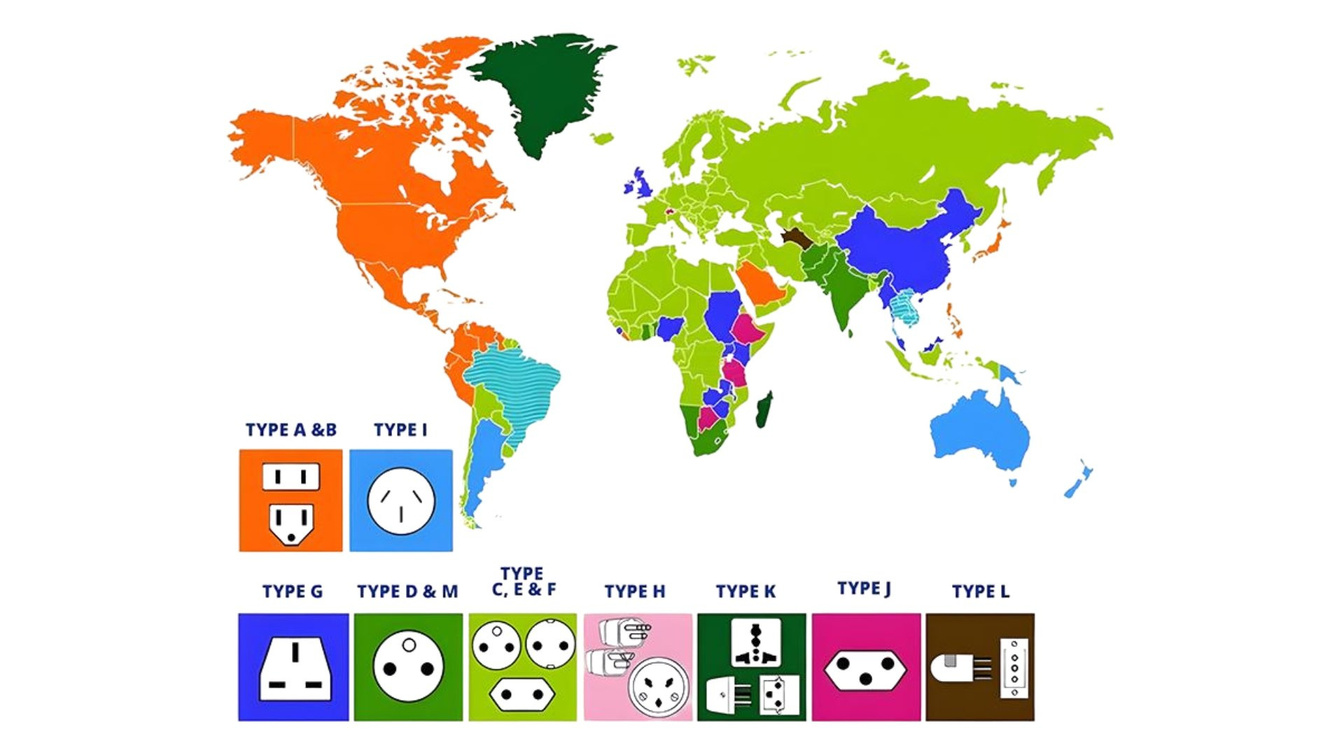 TYPE A &B
TYPE I
TYPE G
TYPE D & M
TYPE
C, E & F
TYPE H
TYPE K
TYPE J
TYPE L